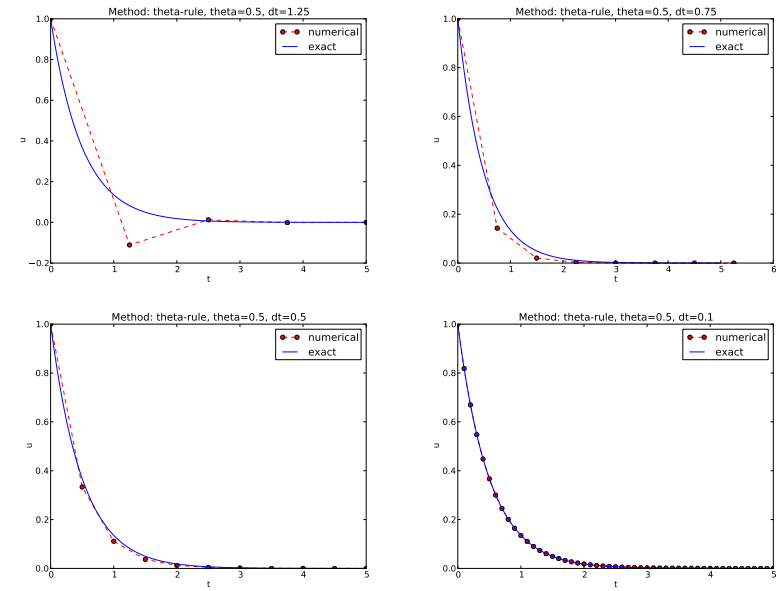 Method: theta-rule, theta=0.5, dt=1.25
1.0
0.8
0.6
0.4
0.2
0.0
−0.2
u
0 1 2 3 4 5
t
numerical
exact
Method: theta-rule, theta=0.5, dt=0.75
1.0
0.8
0.6
0.4
0.2
0.0
u
0 1 2 3 4 5 6
t
numerical
exact
Method: theta-rule, theta=0.5, dt=0.5
1.0
0.8
0.6
0.4
0.2
0.0
u
0 1 2 3 4 5
t
numerical
exact
Method: theta-rule, theta=0.5, dt=0.1
1.0
0.8
0.6
0.4
0.2
0.0
u
0 1 2 3 4 5
t
numerical
exact